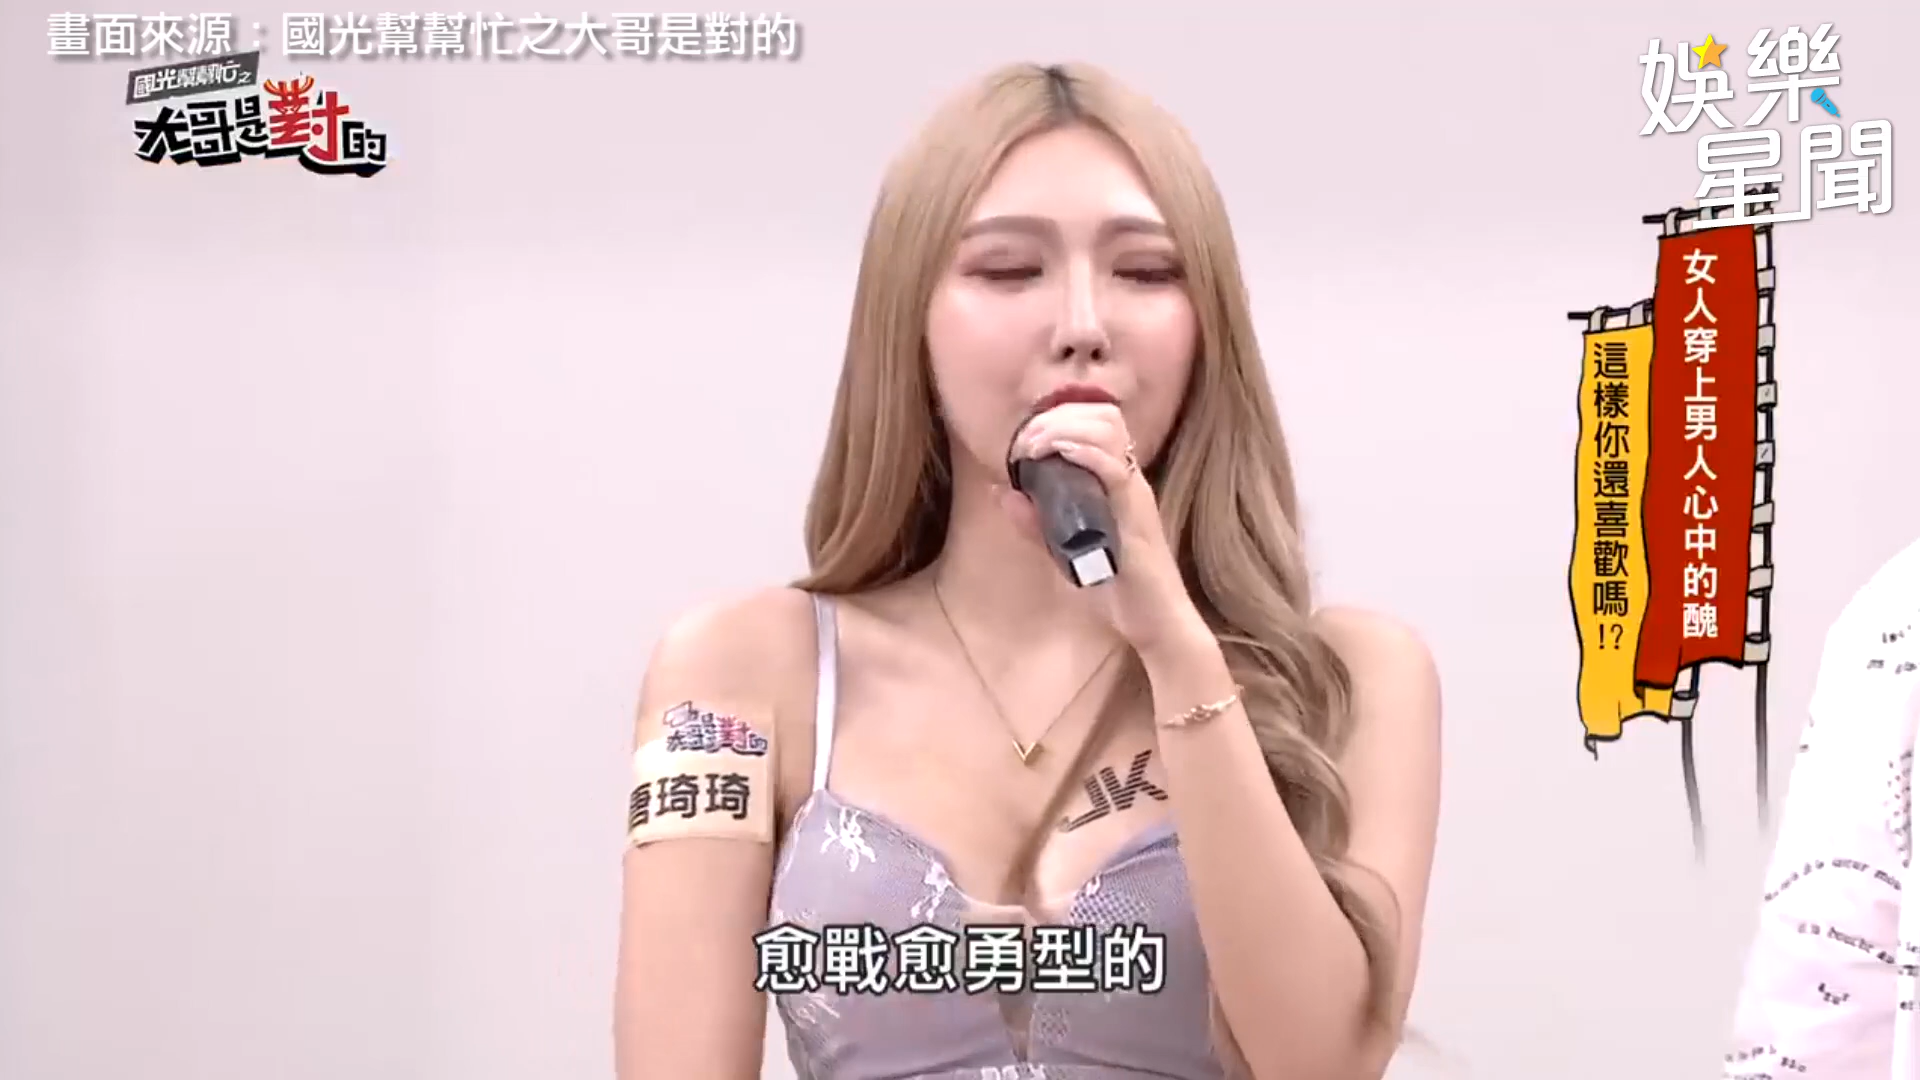 畫面來源：國光幫幫忙之大哥是對的
國光幫幫忙之
大哥是對的
娛樂
星聞
女人穿上男人心中的醜
這樣你還喜歡嗎!?
大哥是對的
唐琦琦
JK
愈戰愈勇型的